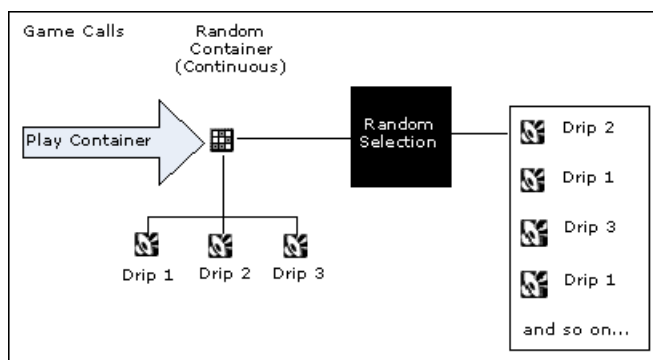 Game Calls
Random
Container
(Continuous)
Play Container
Random
Selection
Drip 1
Drip 2
Drip 3
Drip 2
Drip 1
Drip 3
Drip 1
and so on...